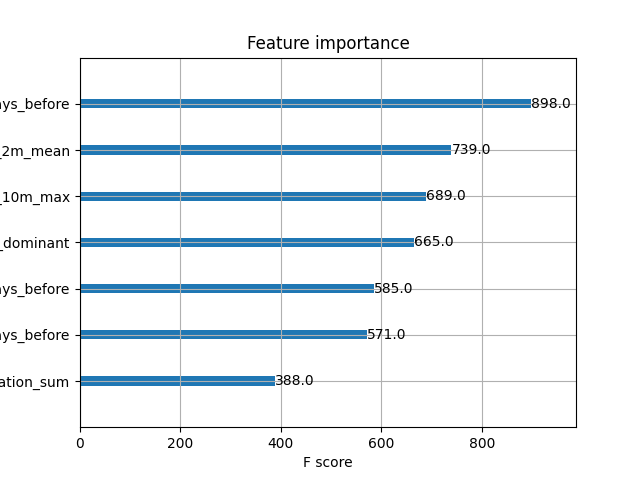 Feature importance
ys_before 898.0
_2m_mean 739.0
_10m_max 689.0
_dominant 665.0
ys_before 585.0
ys_before 571.0
ation_sum 388.0
0 200 400 600 800
F score